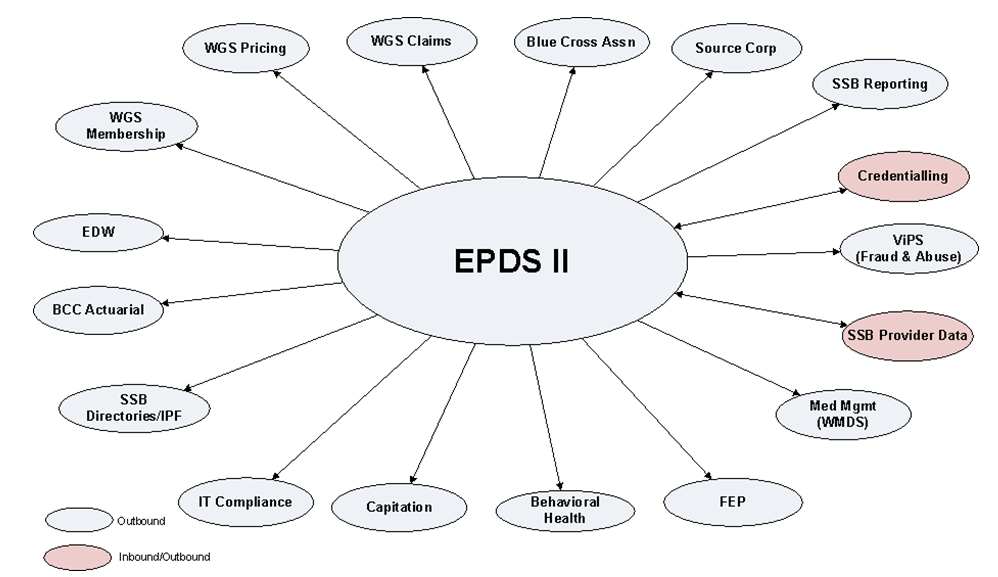 WGS Pricing
WGS Claims
Blue Cross Assn
Source Corp
SSB Reporting
WGS
Membership
Credentialling
EDW
EPDS II
ViPS
(Fraud & Abuse)
BCC Actuarial
SSB Provider Data
SSB
Directories/IPF
Med Mgmt
(WMDS)
IT Compliance
Capitation
Behavioral
Health
FEP
Outbound
Inbound/Outbound